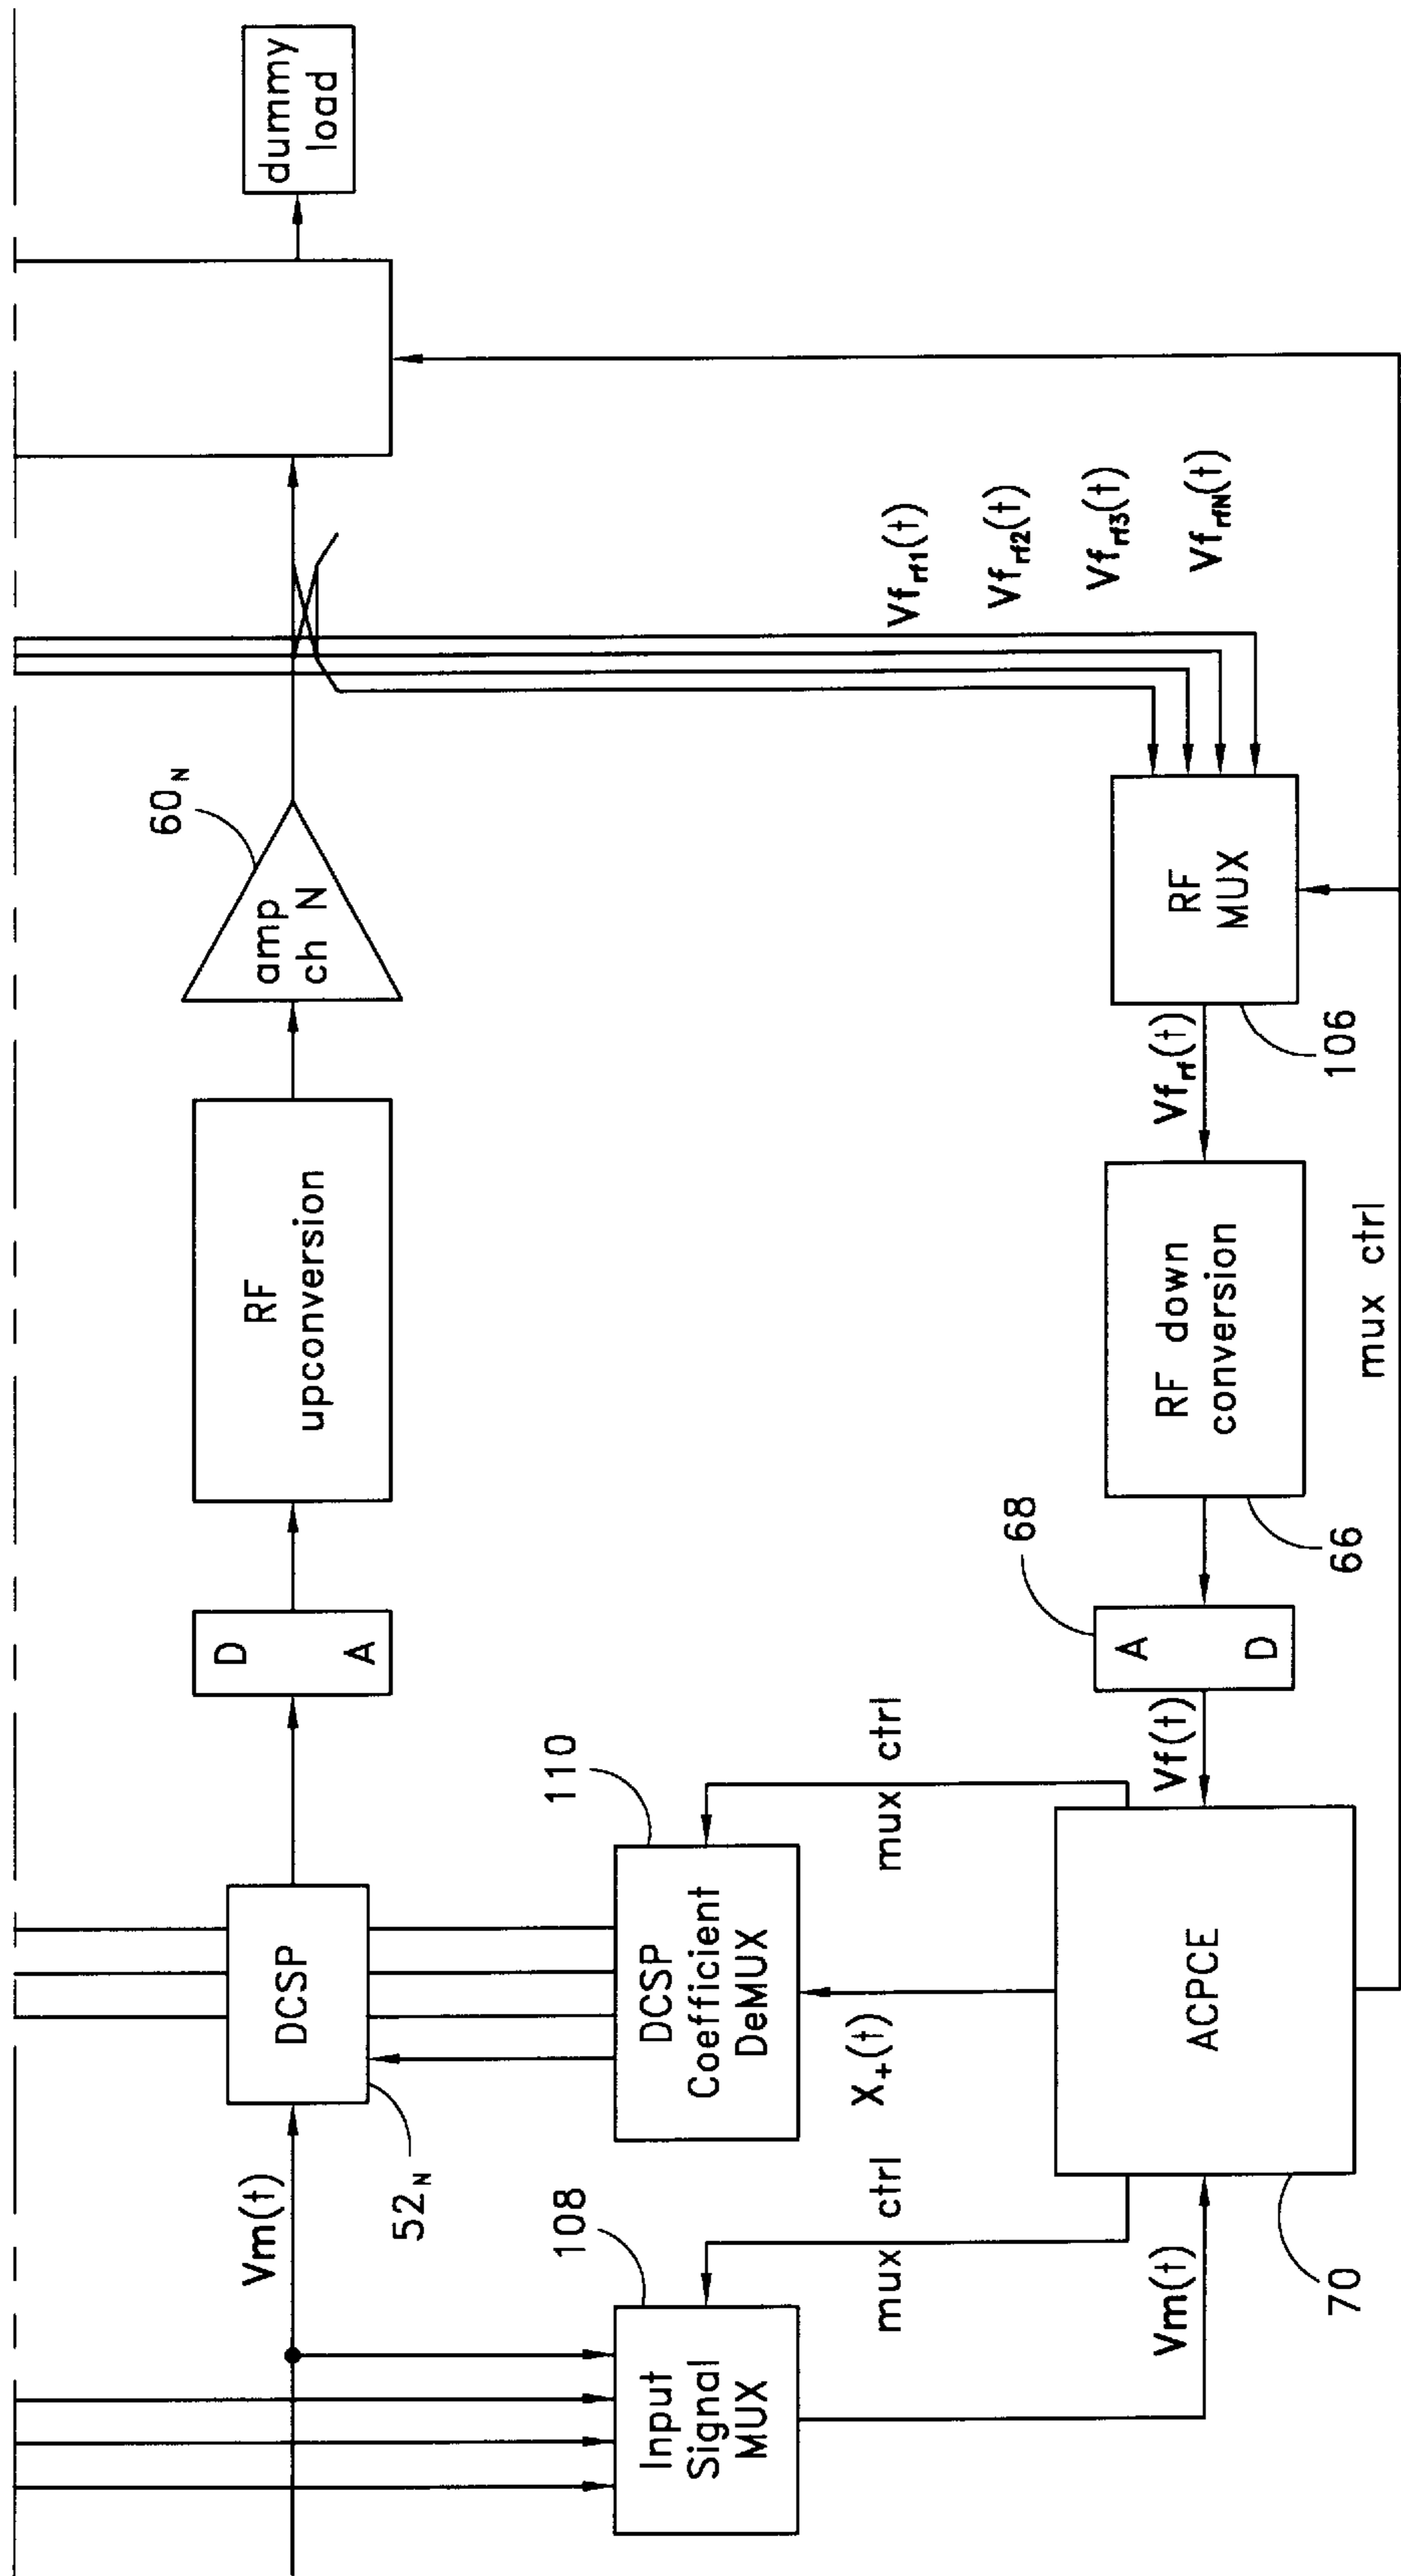 dummy
load
60N
amp
ch N
RF
upconversion
D
A
DCSP
52N
Vm(t)
Vfrf1(t)
Vfrf2(t)
Vfrf3(t)
VfrfN(t)
RF
MUX
106
Vfrf(t)
RF down
conversion
66
mux ctrl
68
A
D
Vf(t)
mux ctrl
110
DCSP
Coefficient
DeMUX
X+(t)
ACPCE
70
mux ctrl
108
Input
Signal
MUX
Vm(t)